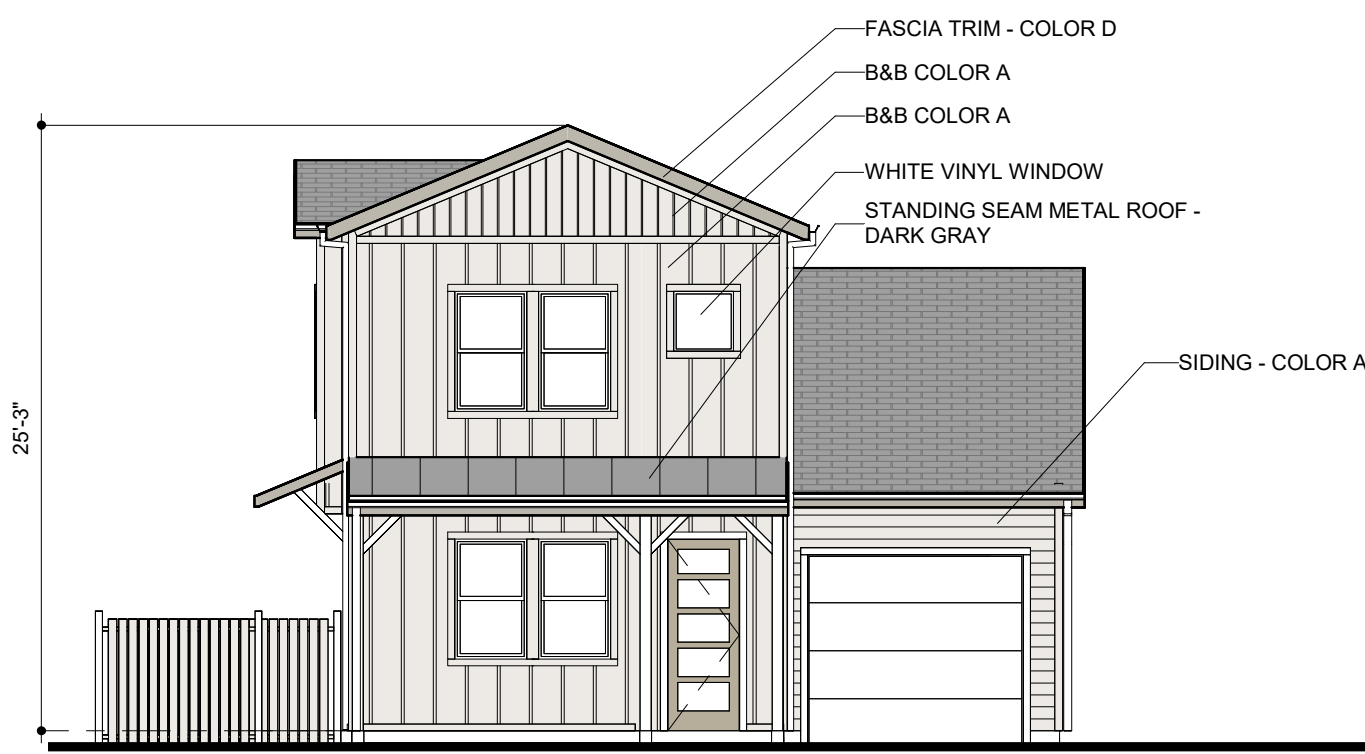 FASCIA TRIM - COLOR D
B&B COLOR A
B&B COLOR A
WHITE VINYL WINDOW
STANDING SEAM METAL ROOF -
DARK GRAY
SIDING - COLOR A
25'-3"